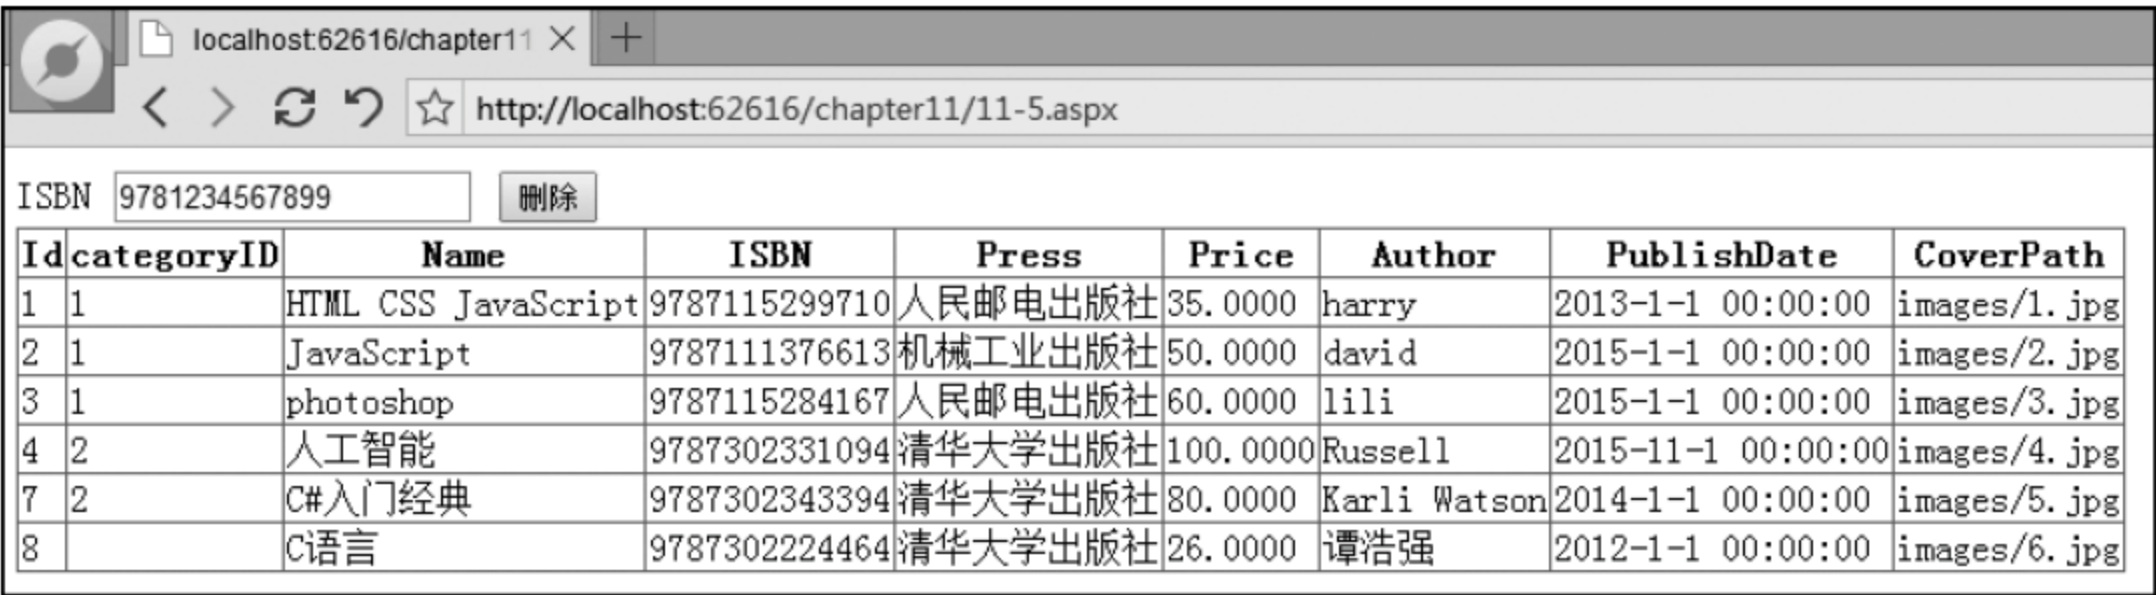 localhost:62616/chapter11
http://localhost:62616/chapter11/11-5.aspx
ISBN 9781234567899 删除
Id categoryID Name ISBN Press Price Author PublishDate CoverPath
1 1 HTML CSS JavaScript 9787115299710 人民邮电出版社 35.0000 harry 2013-1-1 00:00:00 images/1.jpg
2 1 JavaScript 9787111376613 机械工业出版社 50.0000 david 2015-1-1 00:00:00 images/2.jpg
3 1 photoshop 9787115284167 人民邮电出版社 60.0000 lili 2015-1-1 00:00:00 images/3.jpg
4 2 人工智能 9787302331094 清华大学出版社 100.0000 Russell 2015-11-1 00:00:00 images/4.jpg
7 2 C#入门经典 9787302343394 清华大学出版社 80.0000 Karli Watson 2014-1-1 00:00:00 images/5.jpg
8 C语言 9787302224464 清华大学出版社 26.0000 谭浩强 2012-1-1 00:00:00 images/6.jpg